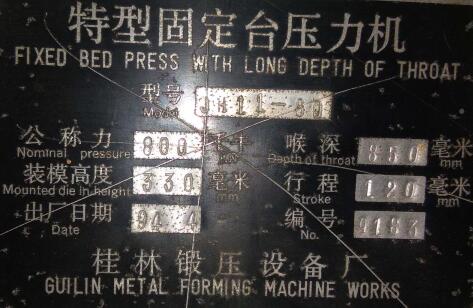 特型固定台压力机
FIXED BED PRESS WITH LONG DEPTH OF THROAT
型号
Model
公称力 800 千牛 喉深 850 毫米
Nominal pressure KN Depth of throat mm
装模高度 330 毫米 行程 120 毫米
Mounted die in height mm Stroke mm
出厂日期 94 4 编号
Date No.
桂林锻压设备厂
GUILIN METAL FORMING MACHINE WORKS